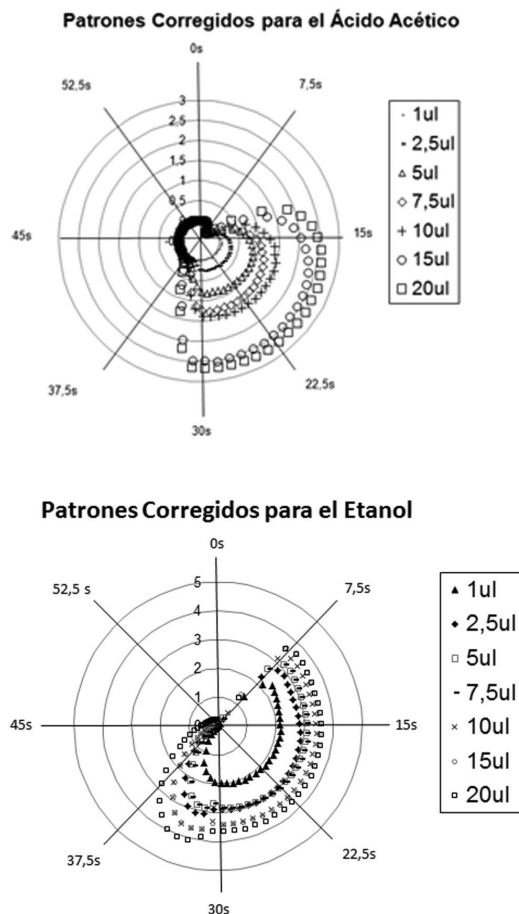 Patrones Corregidos para el Ácido Acético
0s
7,5s
15s
22,5s
30s
37,5s
45s
52,5s
3
2,5
2
1,5
1
0,5
1ul
2,5ul
5ul
7,5ul
10ul
15ul
20ul
Patrones Corregidos para el Etanol
0s
7,5s
15s
22,5s
30s
37,5s
45s
52,5 s
5
4
3
2
1
1ul
2,5ul
5ul
7,5ul
10ul
15ul
20ul